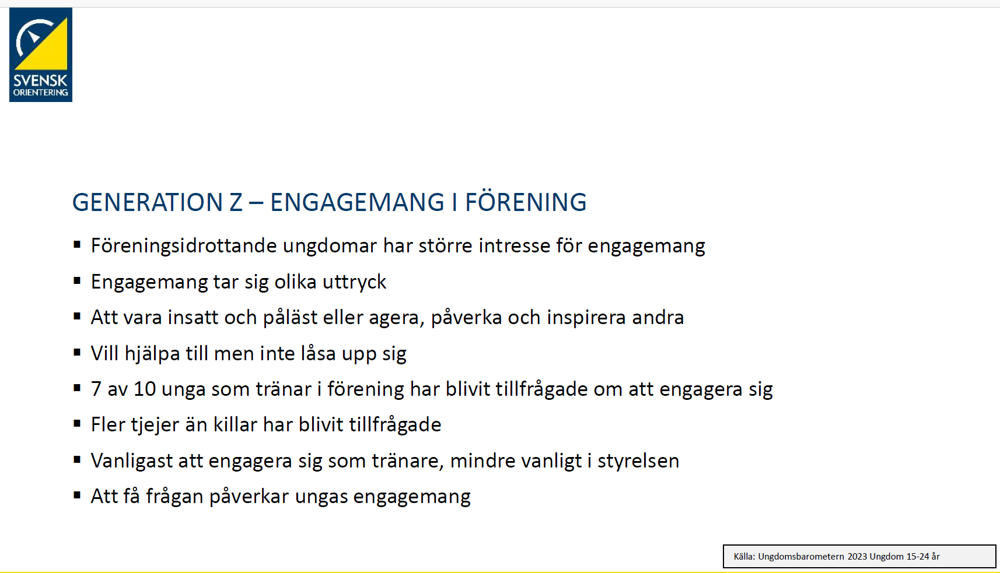 SVENSK
ORIENTERING
GENERATION Z – ENGAGEMANG I FÖRENING
▪ Föreningsidrottande ungdomar har större intresse för engagemang
▪ Engagemang tar sig olika uttryck
▪ Att vara insatt och påläst eller agera, påverka och inspirera andra
▪ Vill hjälpa till men inte låsa upp sig
▪ 7 av 10 unga som tränar i förening har blivit tillfrågade om att engagera sig
▪ Fler tjejer än killar har blivit tillfrågade
▪ Vanligast att engagera sig som tränare, mindre vanligt i styrelsen
▪ Att få frågan påverkar ungas engagemang
Källa: Ungdomsbarometern 2023 Ungdom 15-24 år